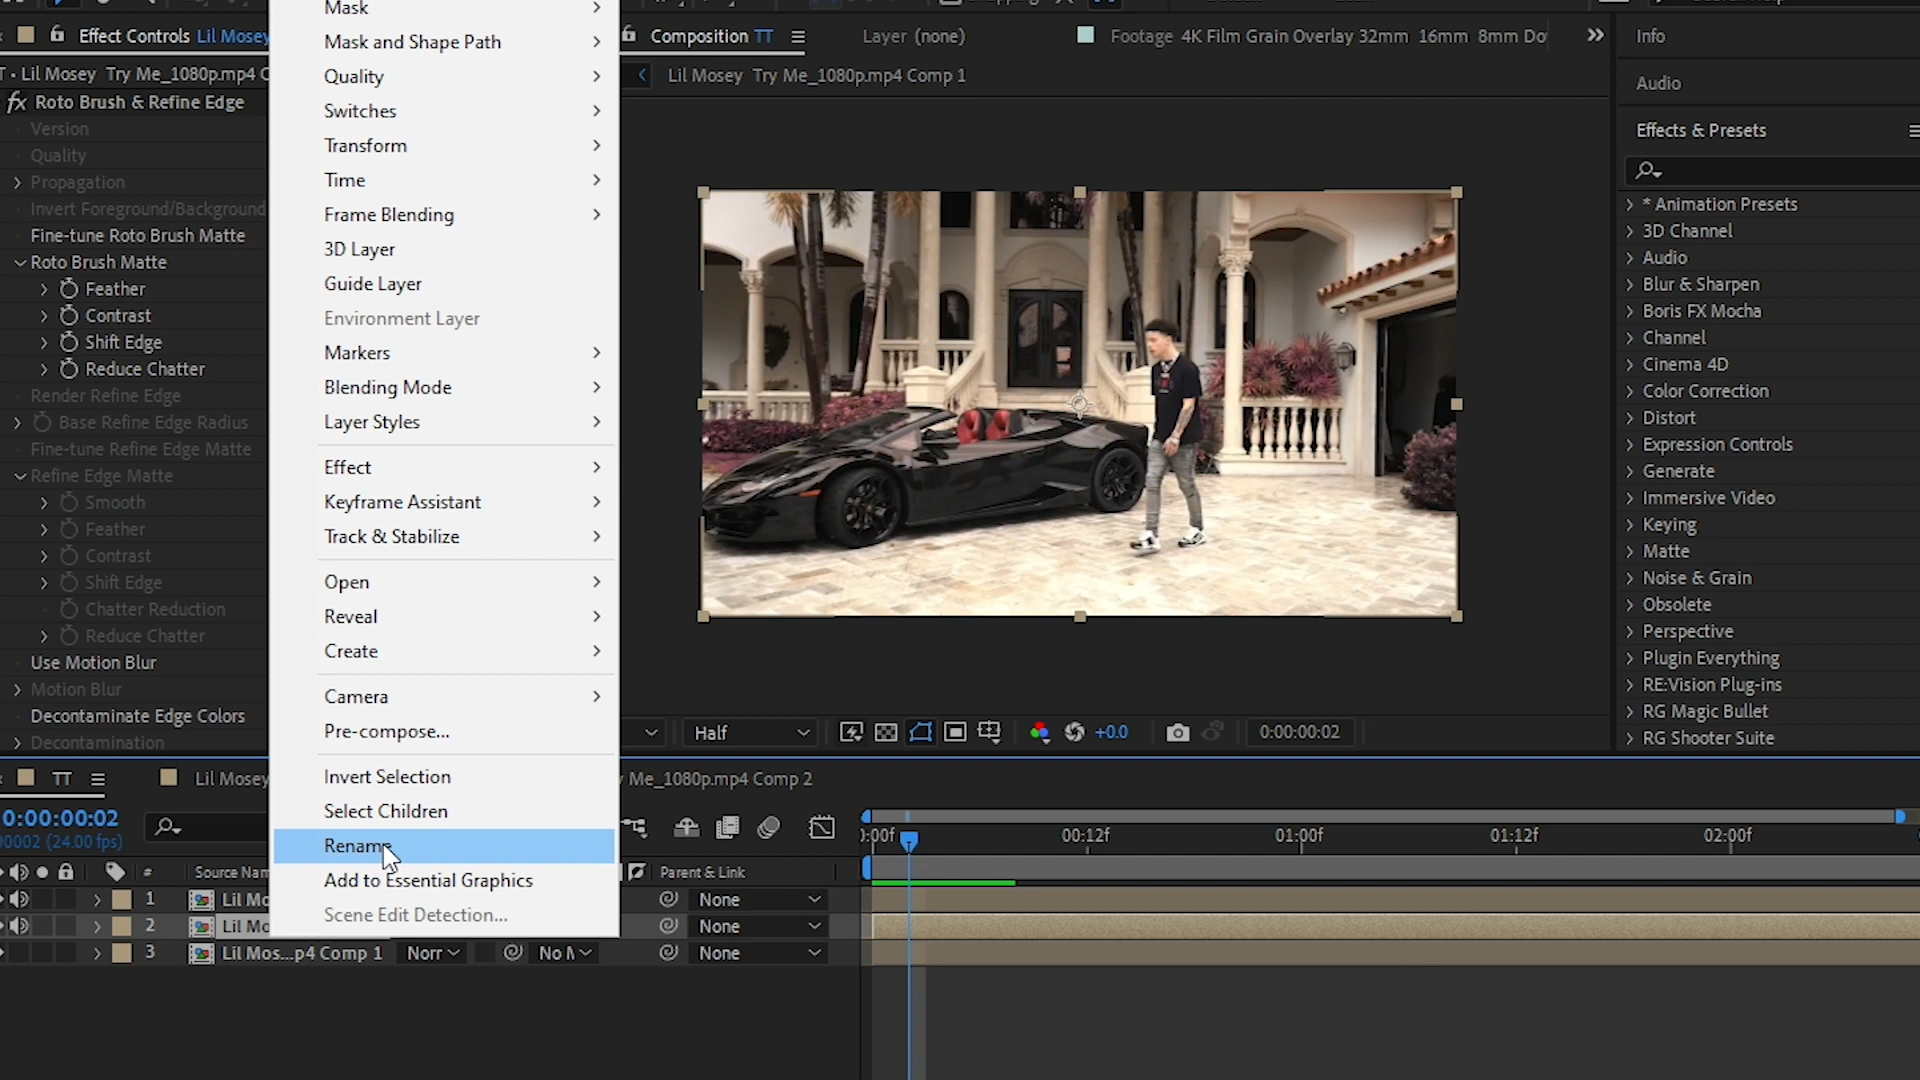 Effect Controls Lil Mosey
Lil Mosey Try Me_1080p.mp4 C
fx Roto Brush & Refine Edge
Version
Quality
Propagation
Invert Foreground/Background
Fine-tune Roto Brush Matte
Roto Brush Matte
Feather
Contrast
Shift Edge
Reduce Chatter
Render Refine Edge
Base Refine Edge Radius
Fine-tune Refine Edge Matte
Refine Edge Matte
Smooth
Feather
Contrast
Shift Edge
Chatter Reduction
Reduce Chatter
Use Motion Blur
Motion Blur
Decontaminate Edge Colors
Decontamination
Mask
Mask and Shape Path
Quality
Switches
Transform
Time
Frame Blending
3D Layer
Guide Layer
Environment Layer
Markers
Blending Mode
Layer Styles
Effect
Keyframe Assistant
Track & Stabilize
Open
Reveal
Create
Camera
Pre-compose...
Invert Selection
Select Children
Rename
Add to Essential Graphics
Scene Edit Detection...
Composition TT
Layer (none)
Footage 4K Film Grain Overlay 32mm 16mm 8mm Do
Lil Mosey Try Me_1080p.mp4 Comp 1
Half
+0.0
0:00:00:02
Info
Audio
Effects & Presets
* Animation Presets
3D Channel
Audio
Blur & Sharpen
Boris FX Mocha
Channel
Cinema 4D
Color Correction
Distort
Expression Controls
Generate
Immersive Video
Keying
Matte
Noise & Grain
Obsolete
Perspective
Plugin Everything
RE:Vision Plug-ins
RG Magic Bullet
RG Shooter Suite
TT
Lil Mosey
Me_1080p.mp4 Comp 2
0:00:00:02
00002 (24.00 fps)
# Source Nam
Parent & Link
1 Lil Mo
None
2 Lil Mo
None
3 Lil Mos...p4 Comp 1 Norr No M None
00f 00:12f 01:00f 01:12f 02:00f